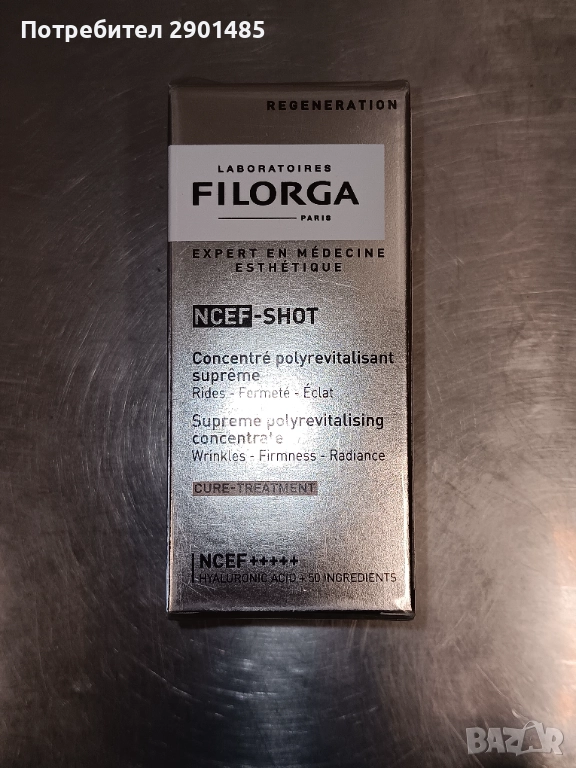 Потребител 2901485
REGENERATION
LABORATOIRES
FILORGA
PARIS
EXPERT EN MÉDECINE
ESTHÉTIQUE
NCEF-SHOT
Concentré polyrevitalisant
suprême
Rides - Fermeté - Éclat
Supreme polyrevitalising
concentrate
Wrinkles - Firmness - Radiance
CURE-TREATMENT
NCEF+++++
HYALURONIC ACID + 50 INGREDIENTS
BAZAR